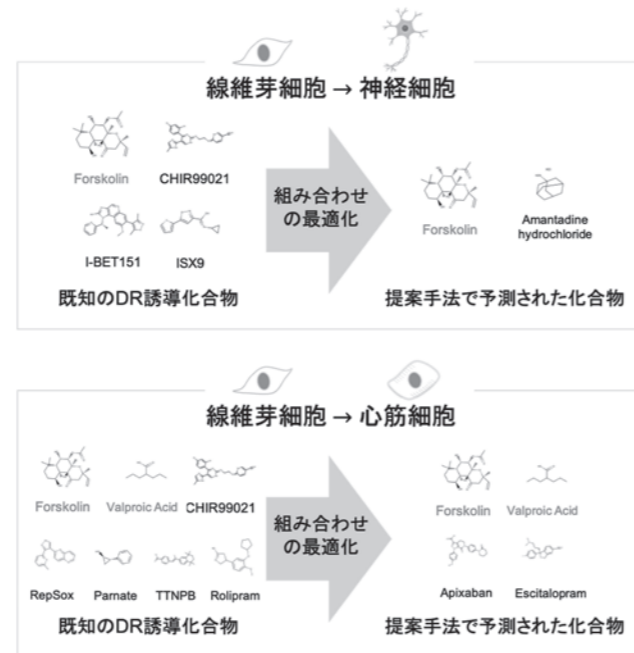 線維芽細胞 → 神経細胞
Forskolin
CHIR99021
I-BET151
ISX9
既知のDR誘導化合物
組み合わせ
の最適化
Forskolin
Amantadine
hydrochloride
提案手法で予測された化合物
線維芽細胞 → 心筋細胞
Forskolin
Valproic Acid
CHIR99021
RepSox
Parnate
TTNPB
Rolipram
既知のDR誘導化合物
組み合わせ
の最適化
Forskolin
Valproic Acid
Apixaban
Escitalopram
提案手法で予測された化合物